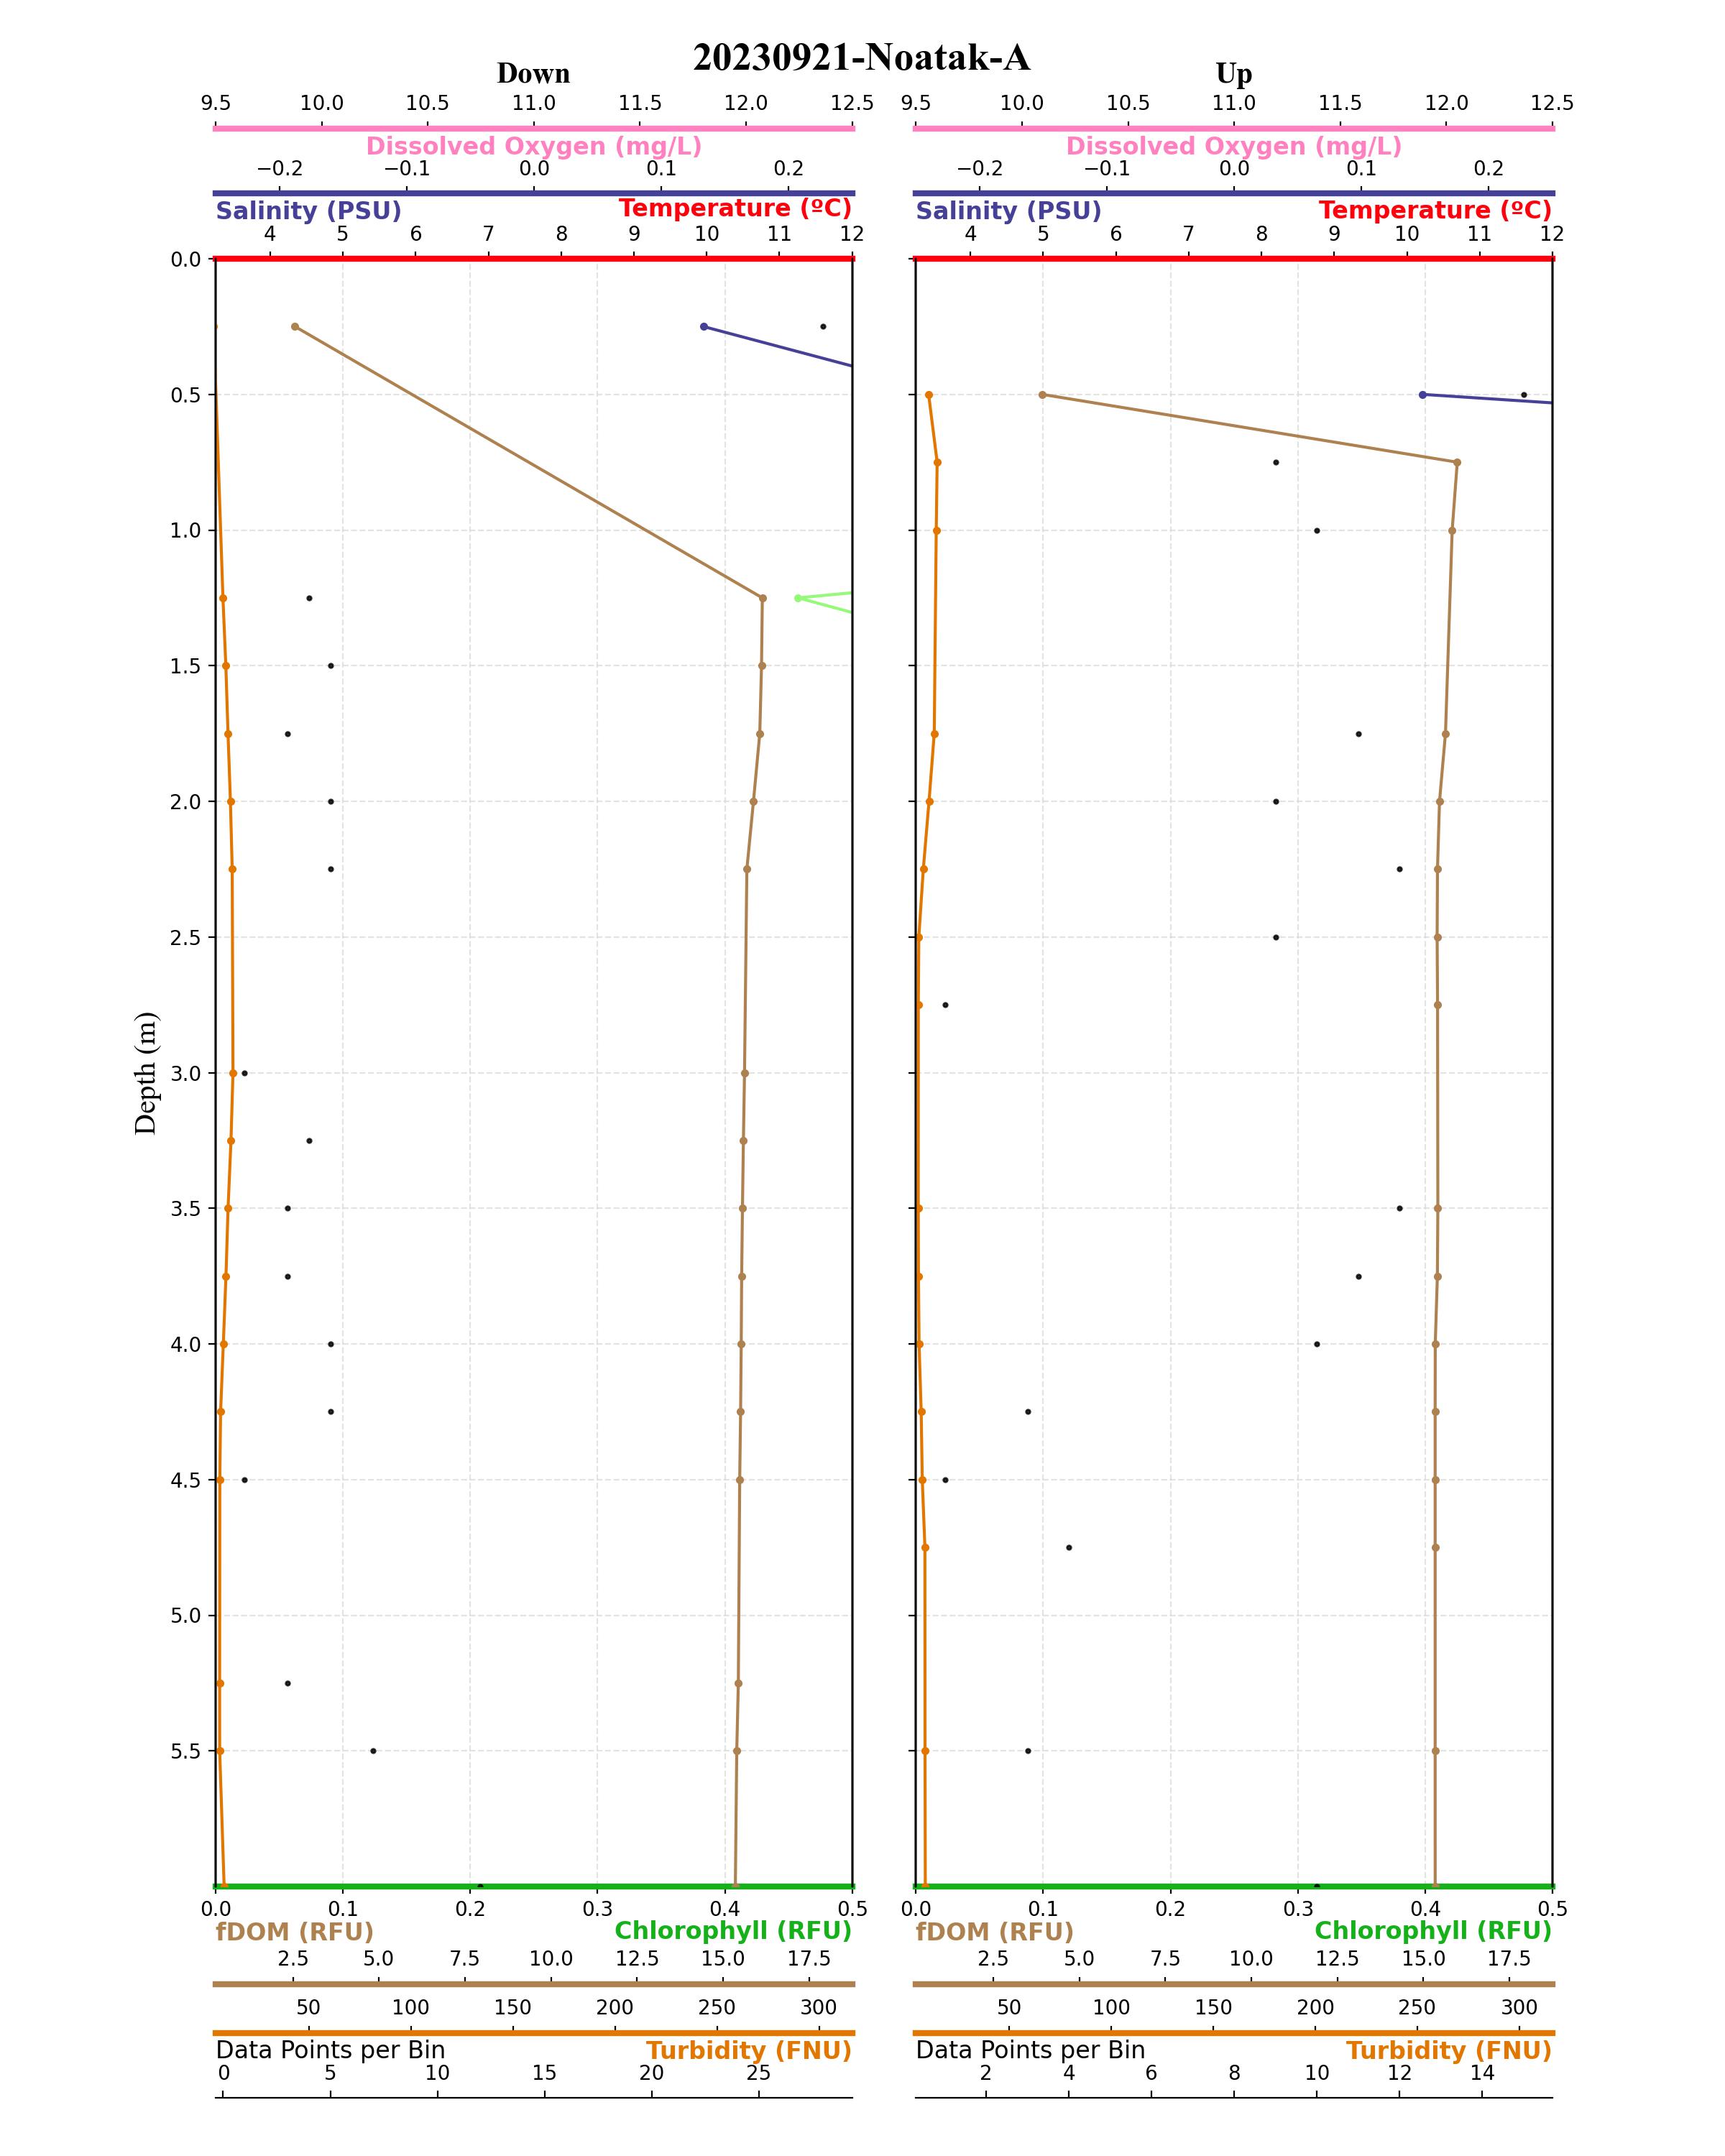 20230921-Noatak-A
Down Up
9.5 10.0 10.5 11.0 11.5 12.0 12.5 9.5 10.0 10.5 11.0 11.5 12.0 12.5
Dissolved Oxygen (mg/L) Dissolved Oxygen (mg/L)
−0.2 −0.1 0.0 0.1 0.2 −0.2 −0.1 0.0 0.1 0.2
Salinity (PSU) Temperature (ºC) Salinity (PSU) Temperature (ºC)
4 5 6 7 8 9 10 11 12 4 5 6 7 8 9 10 11 12
0.0
0.5
1.0
1.5
2.0
2.5
3.0
3.5
4.0
4.5
5.0
5.5
Depth (m)
0.0 0.1 0.2 0.3 0.4 0.5 0.0 0.1 0.2 0.3 0.4 0.5
fDOM (RFU) Chlorophyll (RFU) fDOM (RFU) Chlorophyll (RFU)
2.5 5.0 7.5 10.0 12.5 15.0 17.5 2.5 5.0 7.5 10.0 12.5 15.0 17.5
50 100 150 200 250 300 50 100 150 200 250 300
Data Points per Bin Turbidity (FNU) Data Points per Bin Turbidity (FNU)
0 5 10 15 20 25 2 4 6 8 10 12 14